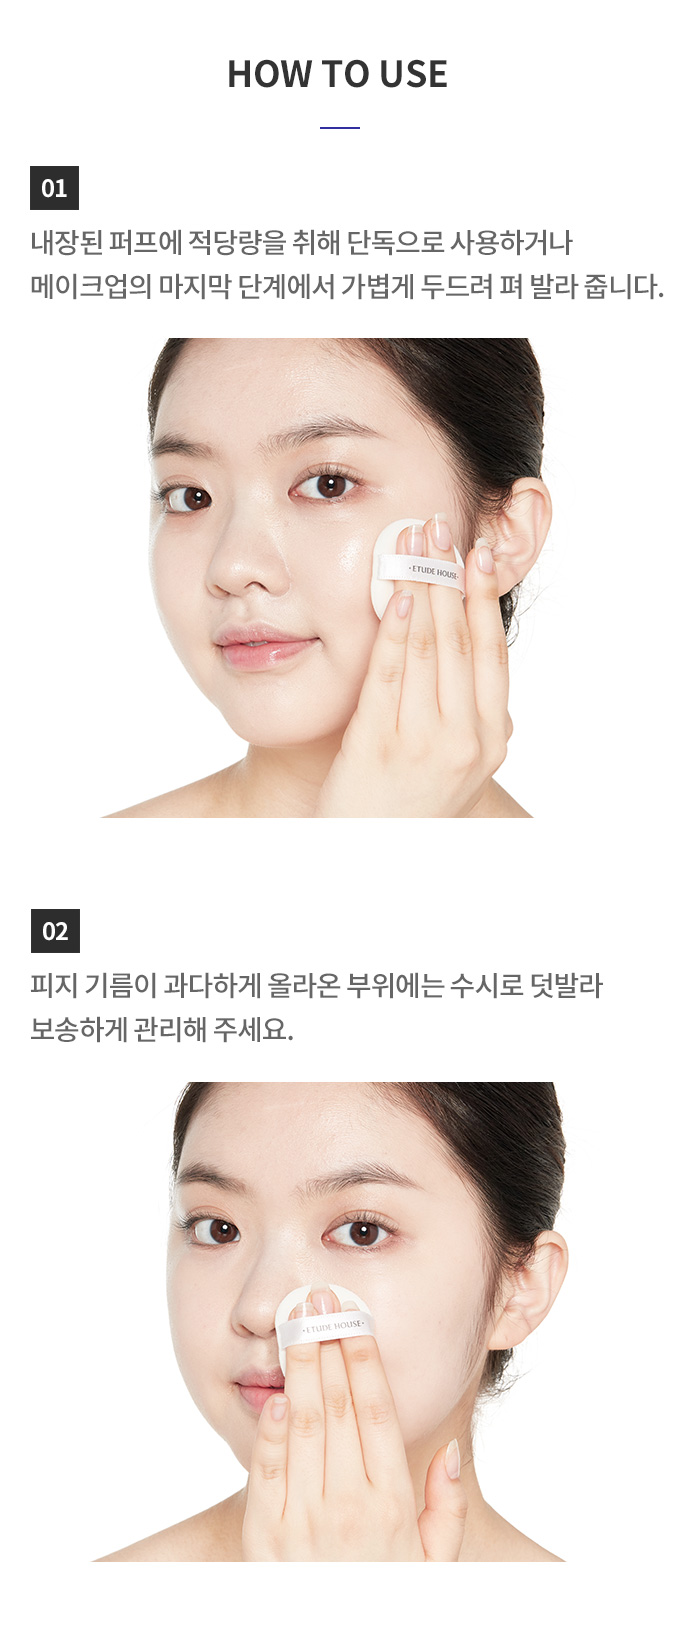 HOW TO USE
01
내장된 퍼프에 적당량을 취해 단독으로 사용하거나
메이크업의 마지막 단계에서 가볍게 두드려 펴 발라 줍니다.
·ETUDE HOUSE·
02
피지 기름이 과다하게 올라온 부위에는 수시로 덧발라
보송하게 관리해 주세요.
·ETUDE HOUSE·